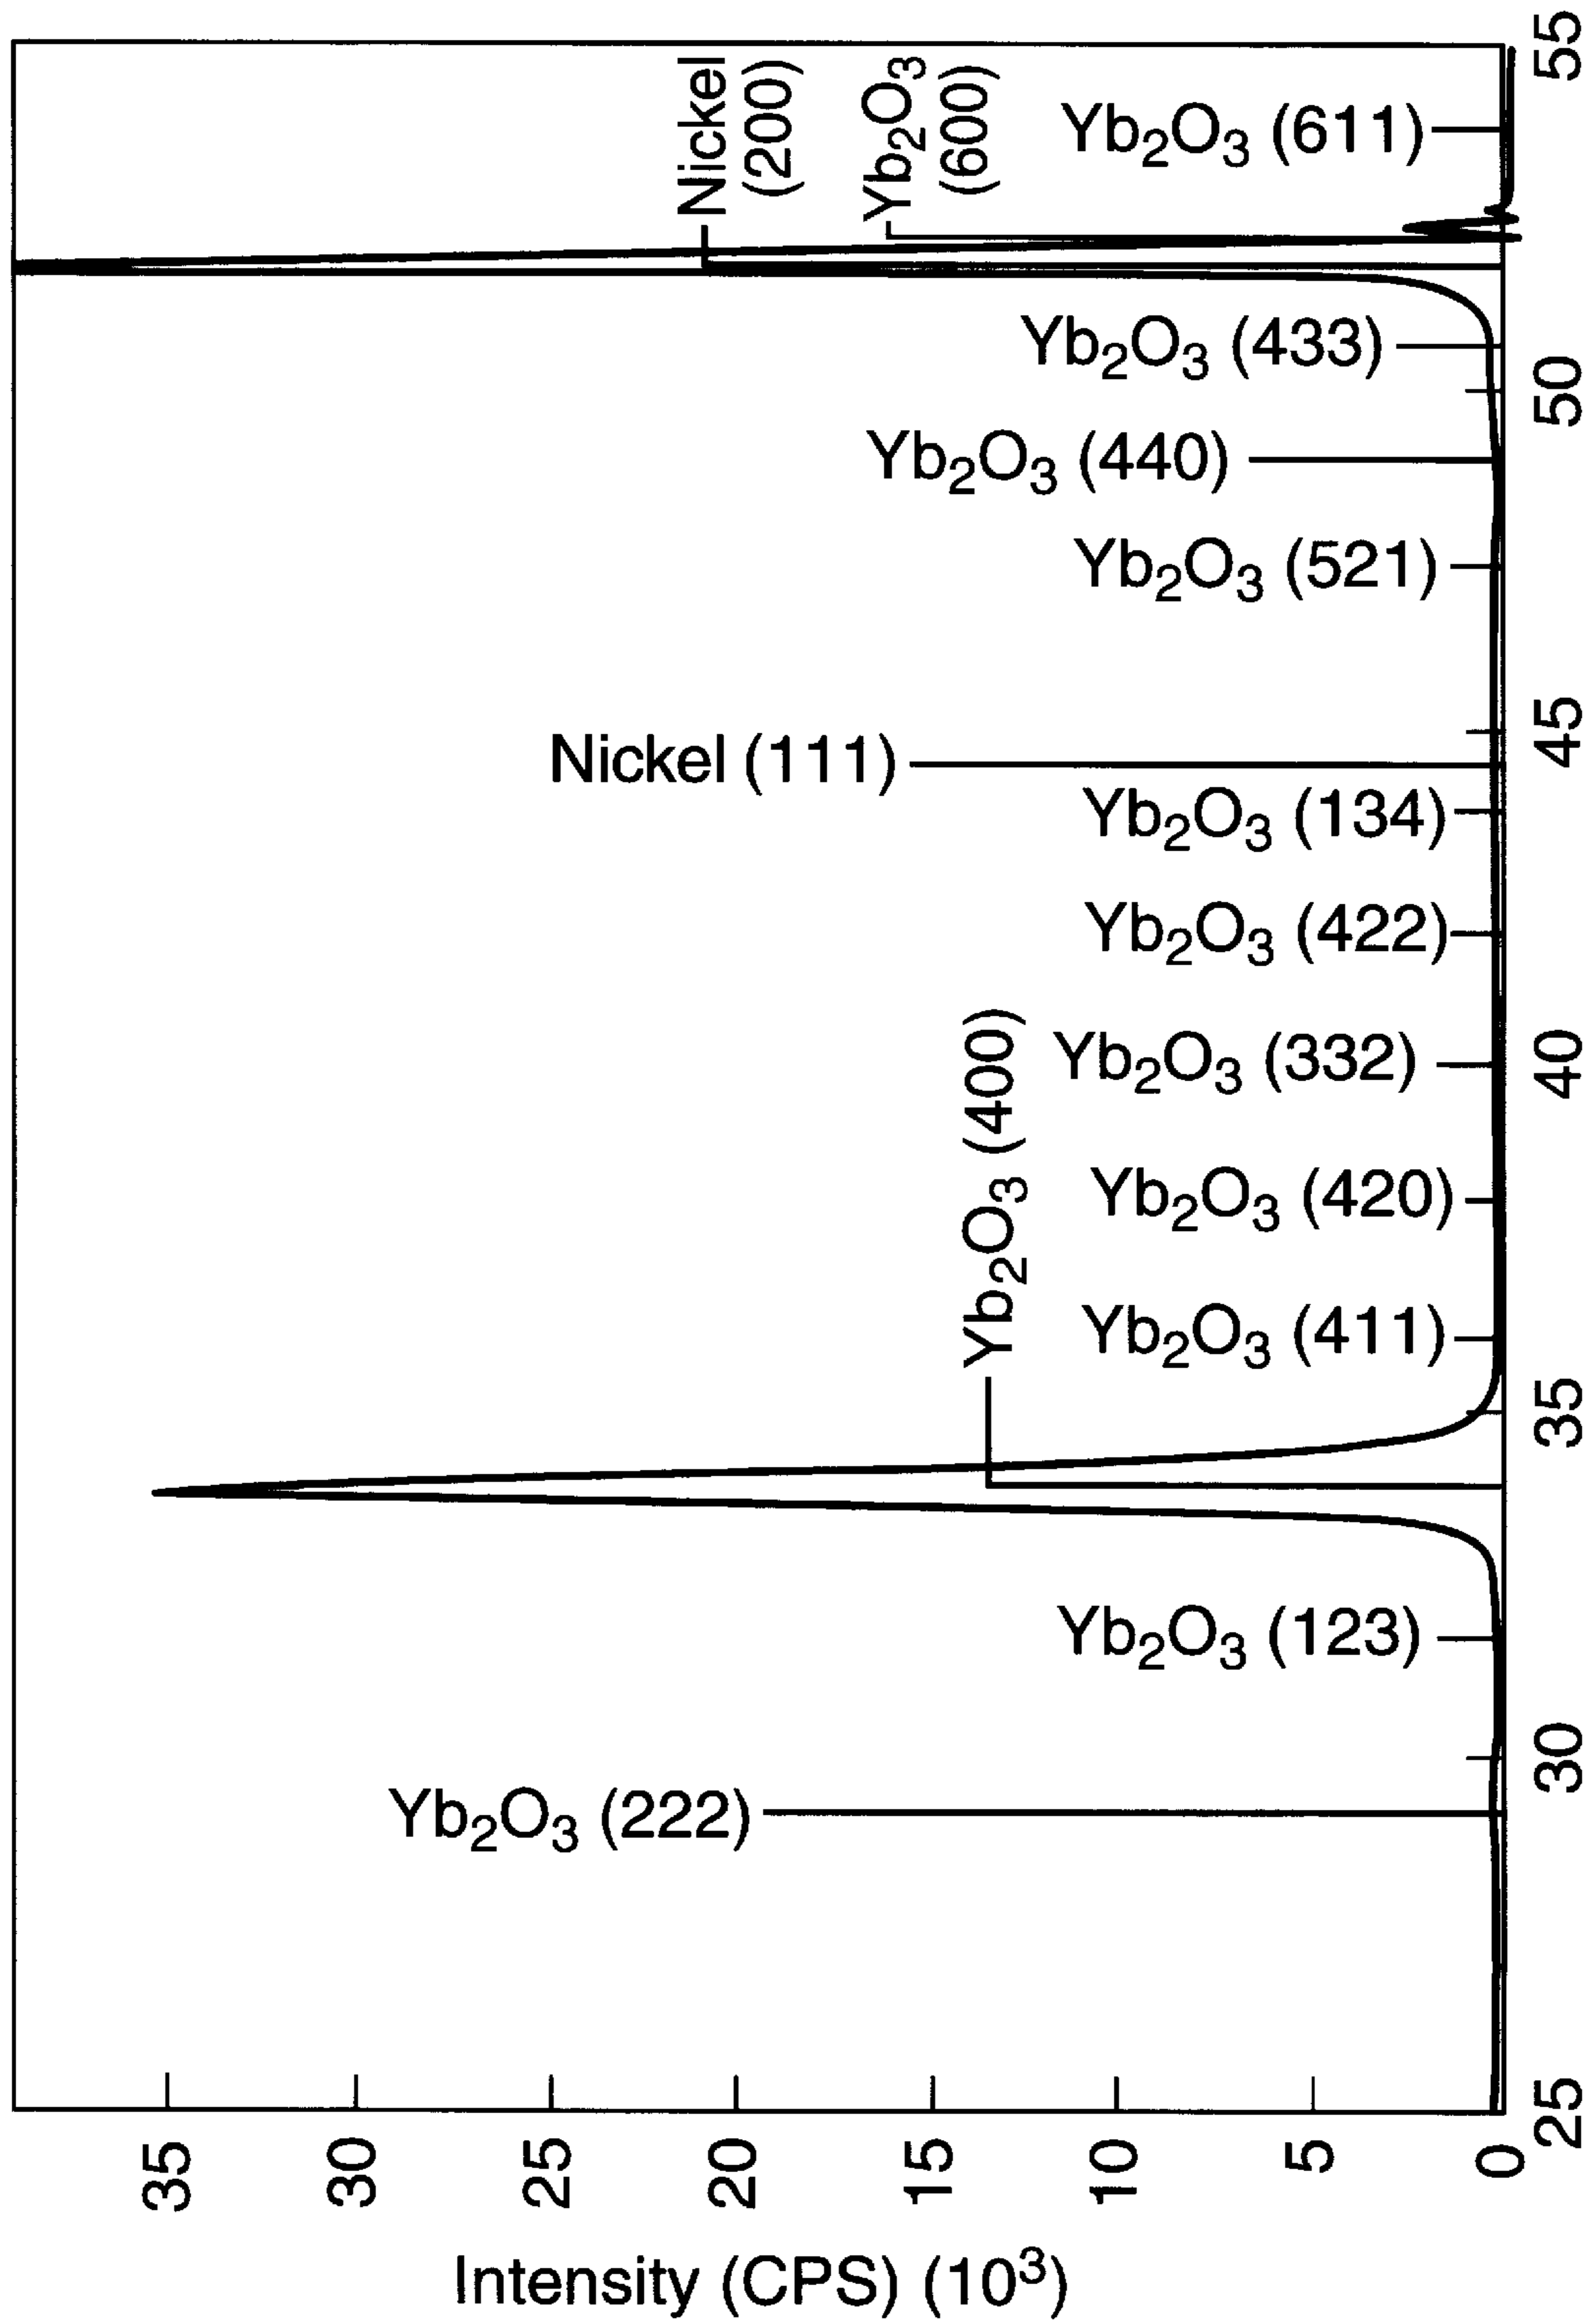 Nickel
(200)
Yb₂O₃
(600)
Yb₂O₃ (611)
Yb₂O₃ (433)
Yb₂O₃ (440)
Yb₂O₃ (521)
Nickel (111)
Yb₂O₃ (134)
Yb₂O₃ (422)
Yb₂O₃ (400)
Yb₂O₃ (332)
Yb₂O₃ (420)
Yb₂O₃ (411)
Yb₂O₃ (123)
Yb₂O₃ (222)
55
50
45
40
35
30
25
35
30
25
20
15
10
5
0
Intensity (CPS) (10³)